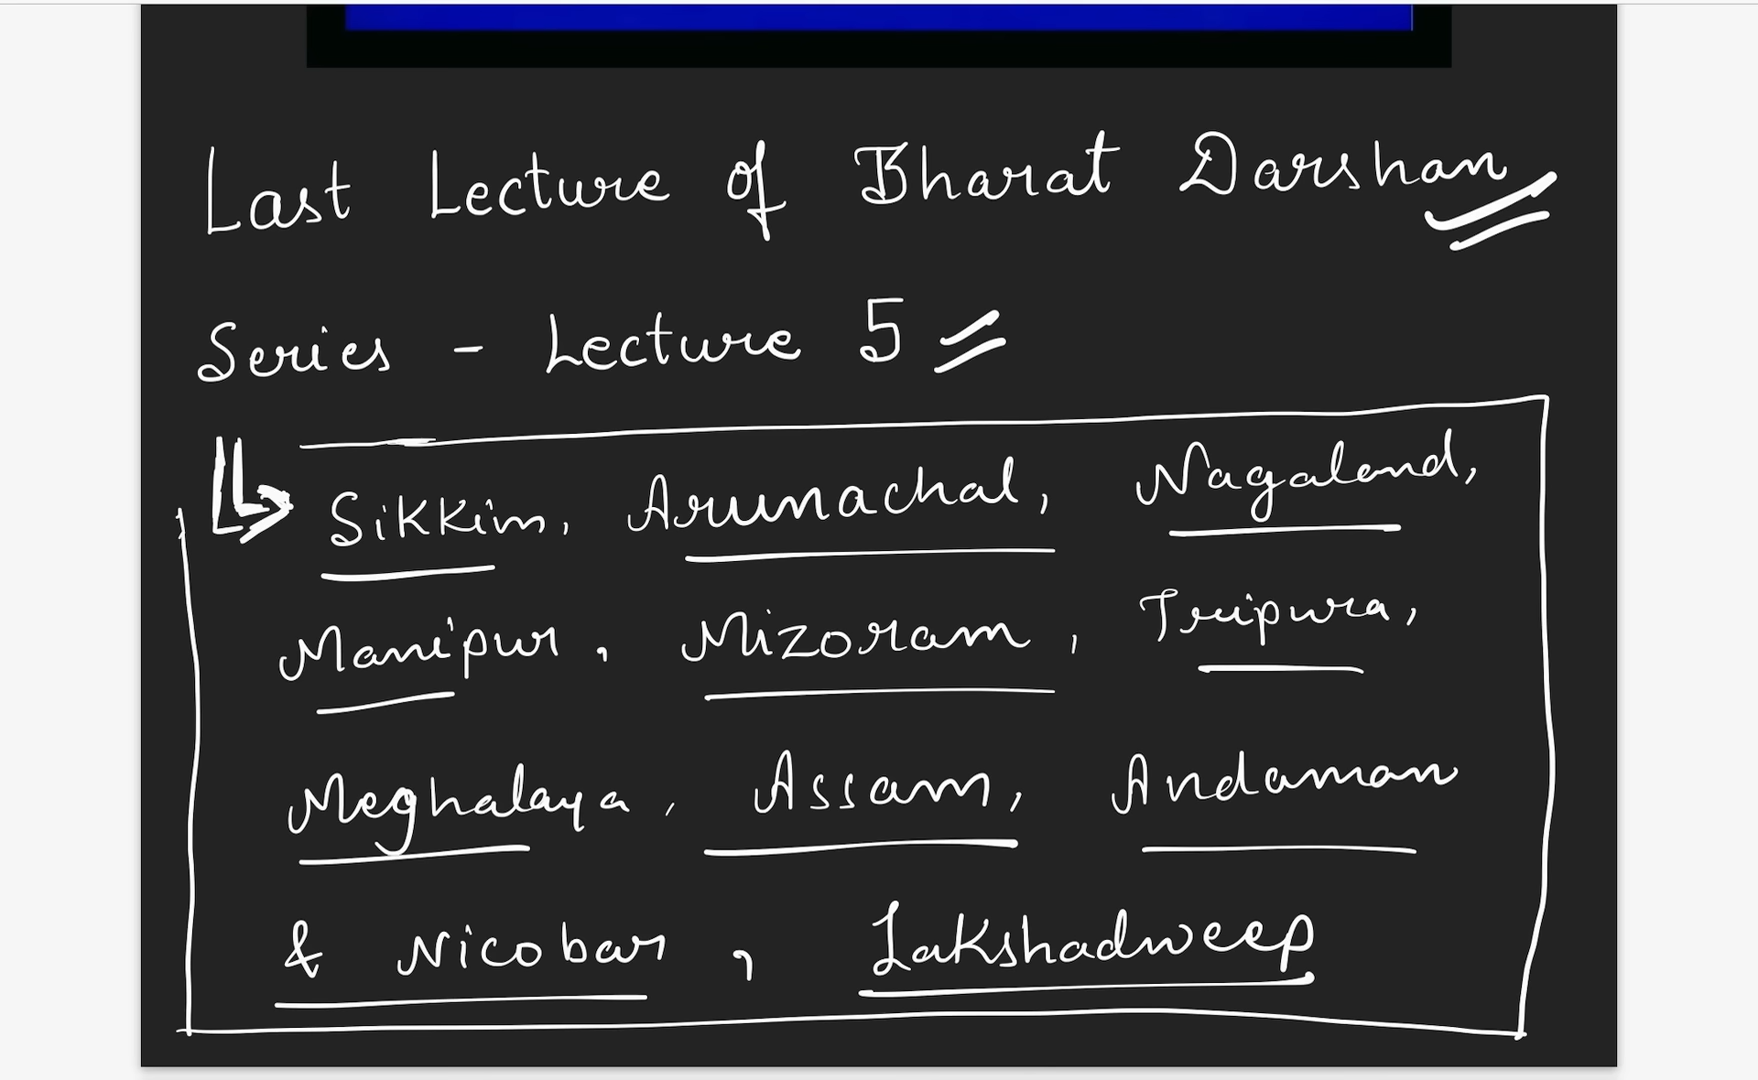 Last Lecture of Bharat Darshan
Series - Lecture 5
Sikkim, Arunachal, Nagaland,
Manipur, Mizoram, Tripura,
Meghalaya, Assam, Andaman
& Nicobar, Lakshadweep